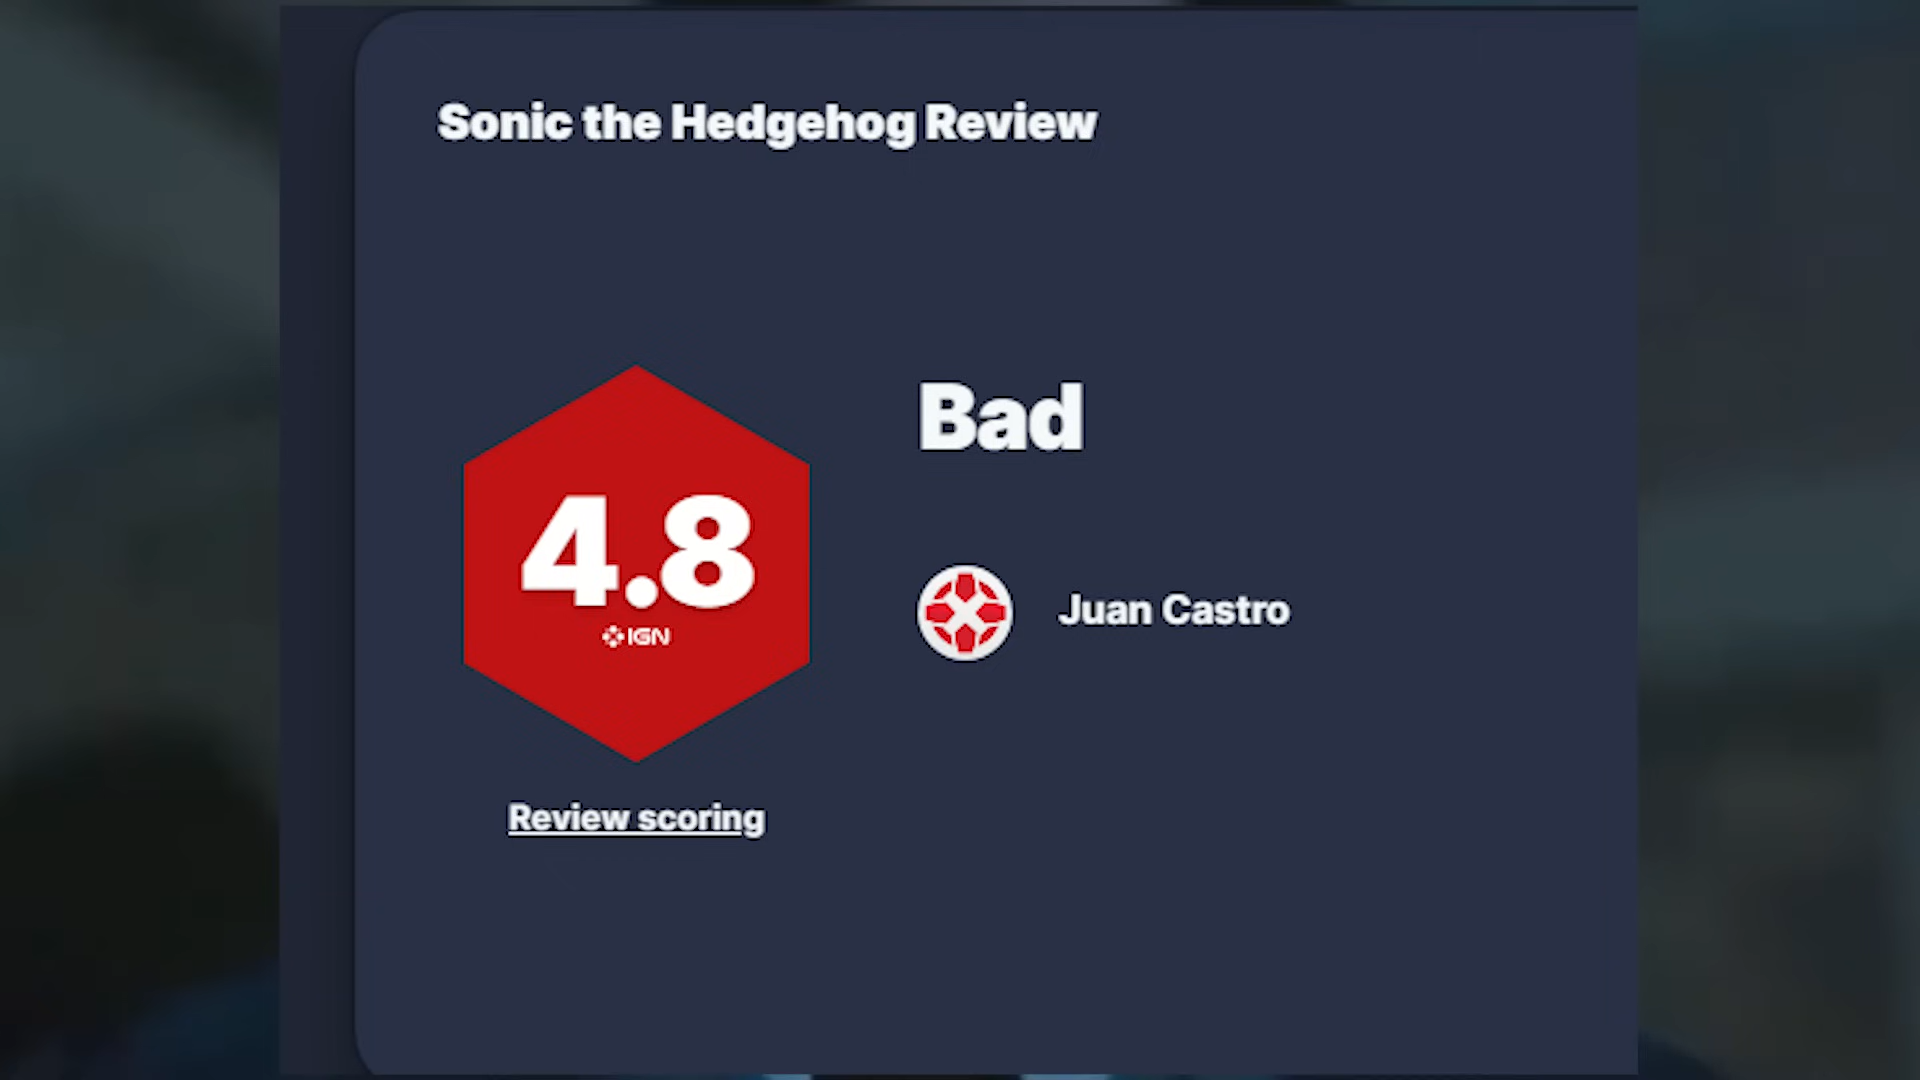 Sonic the Hedgehog Review
4.8
IGN
Bad
Juan Castro
Review scoring